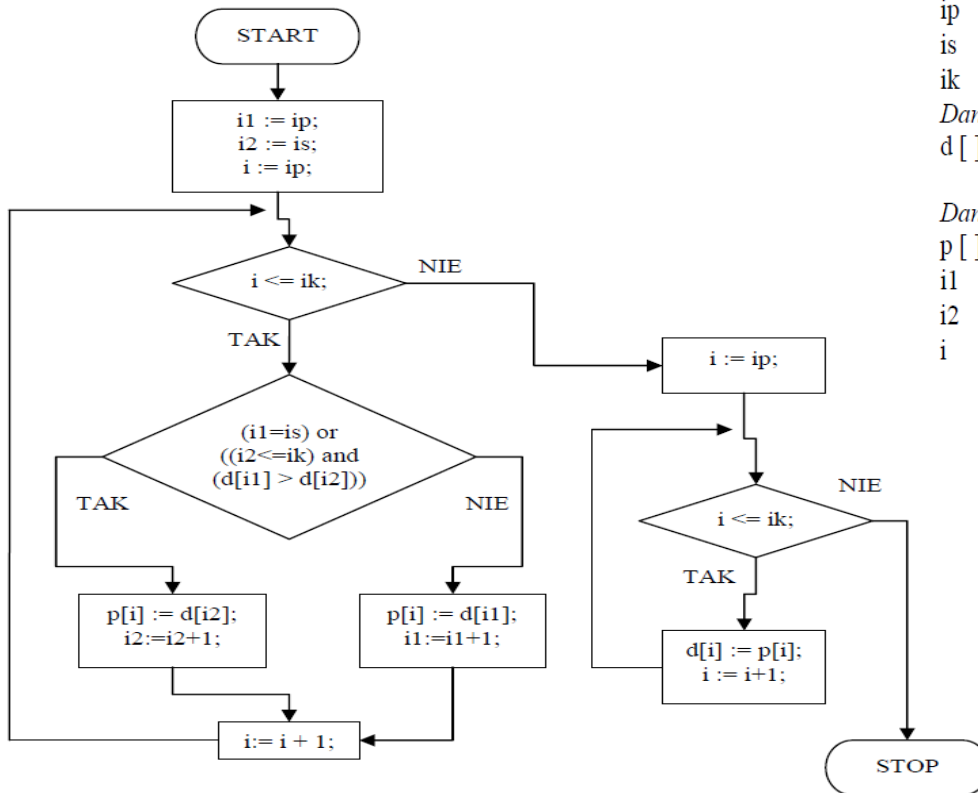 START
i1 := ip;
i2 := is;
i := ip;
i <= ik;
NIE
TAK
(i1=is) or
((i2<=ik) and
(d[i1] > d[i2]))
TAK
NIE
p[i] := d[i2];
i2:=i2+1;
p[i] := d[i1];
i1:=i1+1;
i:= i + 1;
i := ip;
i <= ik;
NIE
TAK
d[i] := p[i];
i := i+1;
STOP
ip
is
ik
d [ ]
p [ ]
i1
i2
i